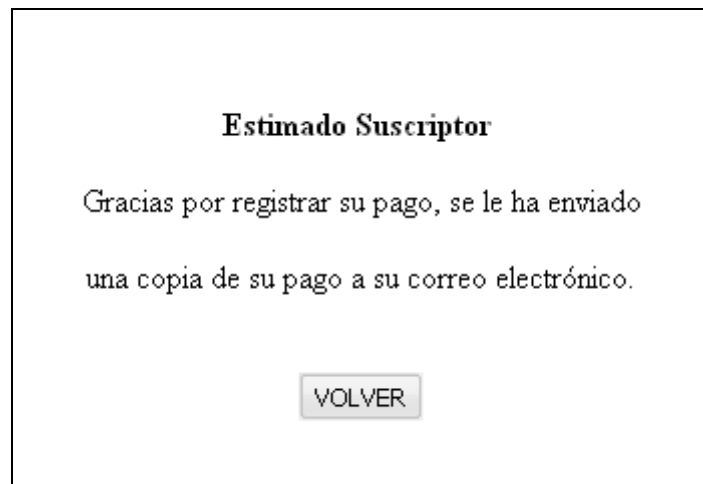 Estimado Suscriptor
Gracias por registrar su pago, se le ha enviado
una copia de su pago a su correo electrónico.
VOLVER